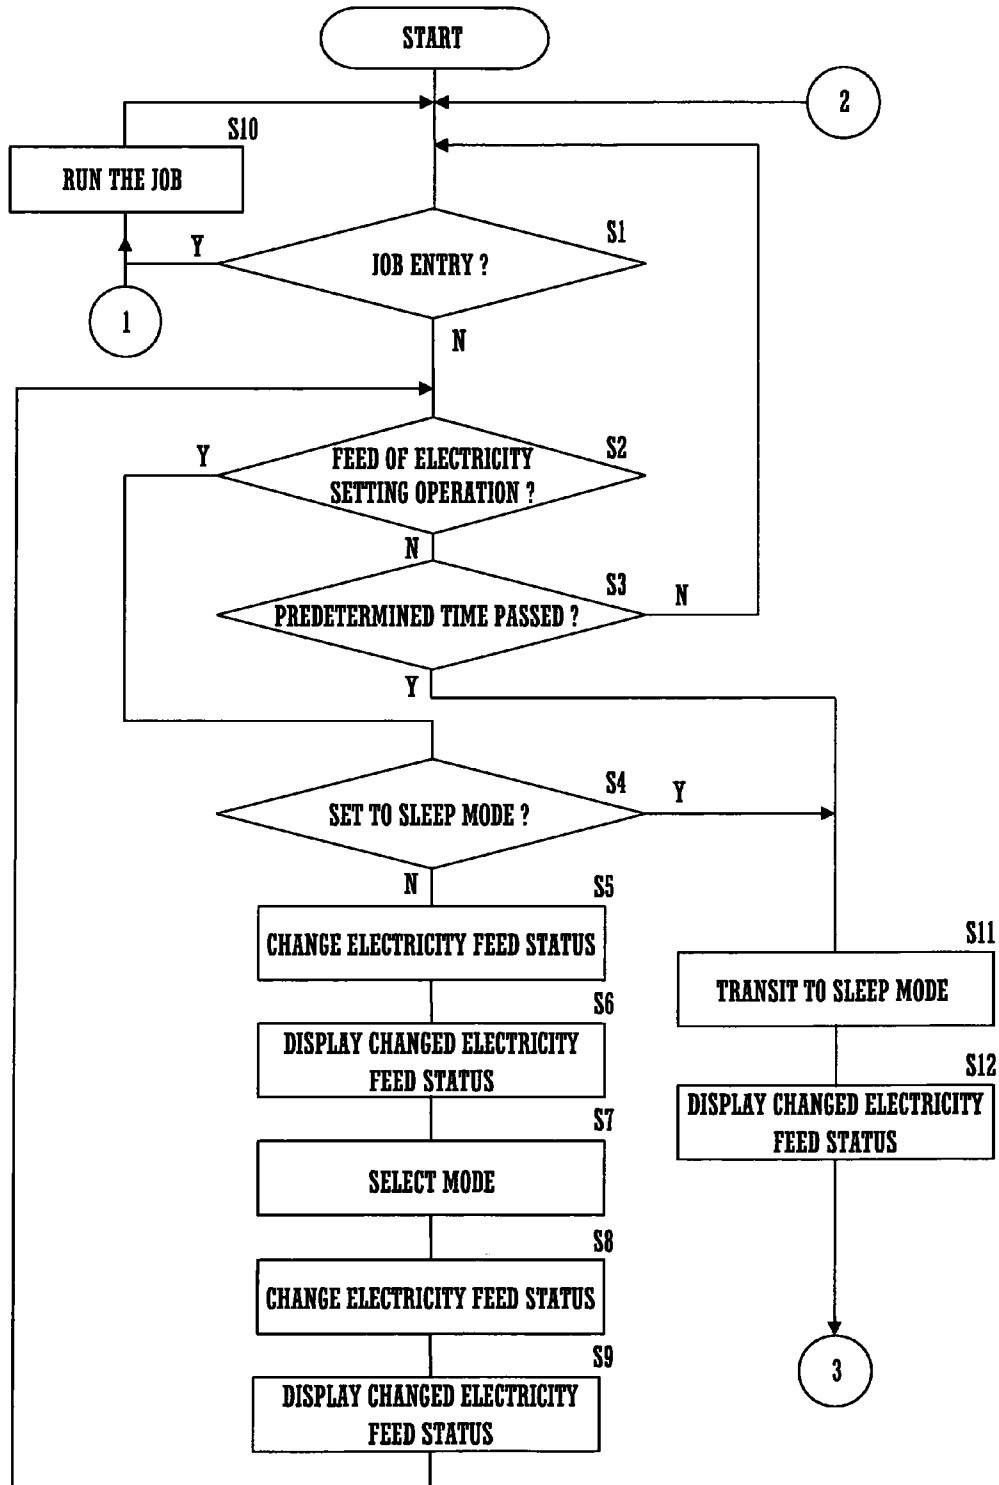 START
2
S10
RUN THE JOB
S1
Y
JOB ENTRY ?
1
N
S2
Y
FEED OF ELECTRICITY
SETTING OPERATION ?
N
S3
N
PREDETERMINED TIME PASSED ?
Y
S4
Y
SET TO SLEEP MODE ?
N
S5
CHANGE ELECTRICITY FEED STATUS
S11
TRANSIT TO SLEEP MODE
S6
DISPLAY CHANGED ELECTRICITY
FEED STATUS
S12
DISPLAY CHANGED ELECTRICITY
FEED STATUS
S7
SELECT MODE
S8
CHANGE ELECTRICITY FEED STATUS
S9
3
DISPLAY CHANGED ELECTRICITY
FEED STATUS